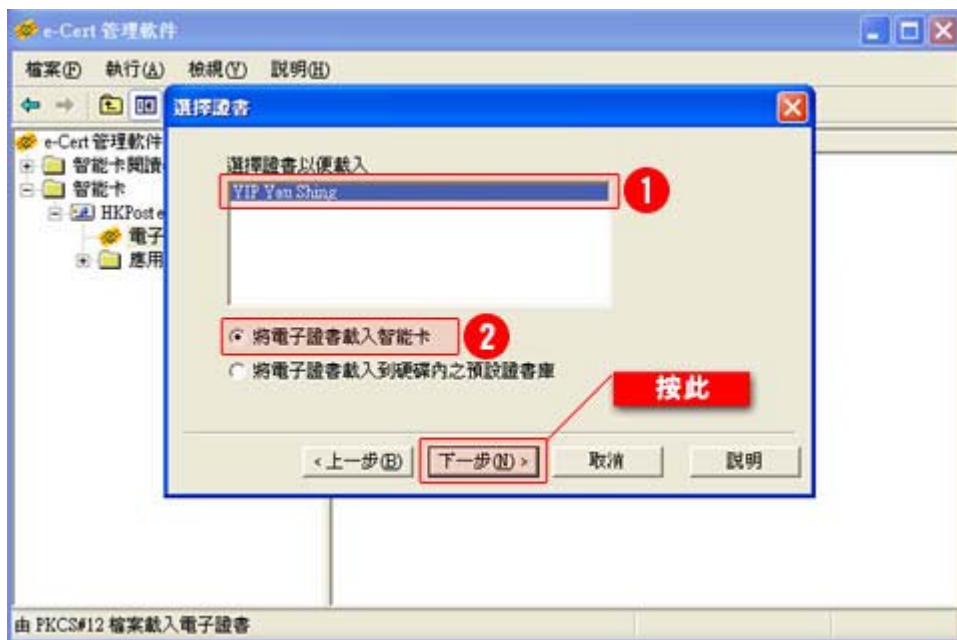 e-Cert 管理軟件
檔案(F) 執行(A) 檢視(Y) 説明(H)
選擇證書
e-Cert 管理軟件
智能卡閱讀
智能卡
HKPost e
電子
應用
選擇證書以便載入
YIP Yau Shing
1
將電子證書載入智能卡
2
將電子證書載入到硬碟內之預設證書庫
按此
<上一步(B)
下一步(N) >
取消
説明
由 PKCS#12 檔案載入電子證書